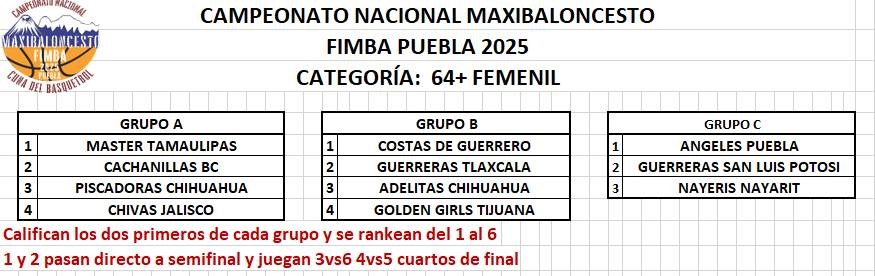 CAMPEONATO NACIONAL
MAXIBALONCESTO
FIMBA
2025
PUEBLA
CUNA DEL BASQUETBOL
CAMPEONATO NACIONAL MAXIBALONCESTO
FIMBA PUEBLA 2025
CATEGORÍA: 64+ FEMENIL
GRUPO A
1 MASTER TAMAULIPAS
2 CACHANILLAS BC
3 PISCADORAS CHIHUAHUA
4 CHIVAS JALISCO
GRUPO B
1 COSTAS DE GUERRERO
2 GUERRERAS TLAXCALA
3 ADELITAS CHIHUAHUA
4 GOLDEN GIRLS TIJUANA
GRUPO C
1 ANGELES PUEBLA
2 GUERRERAS SAN LUIS POTOSI
3 NAYERIS NAYARIT
Califican los dos primeros de cada grupo y se rankean del 1 al 6
1 y 2 pasan directo a semifinal y juegan 3vs6 4vs5 cuartos de final